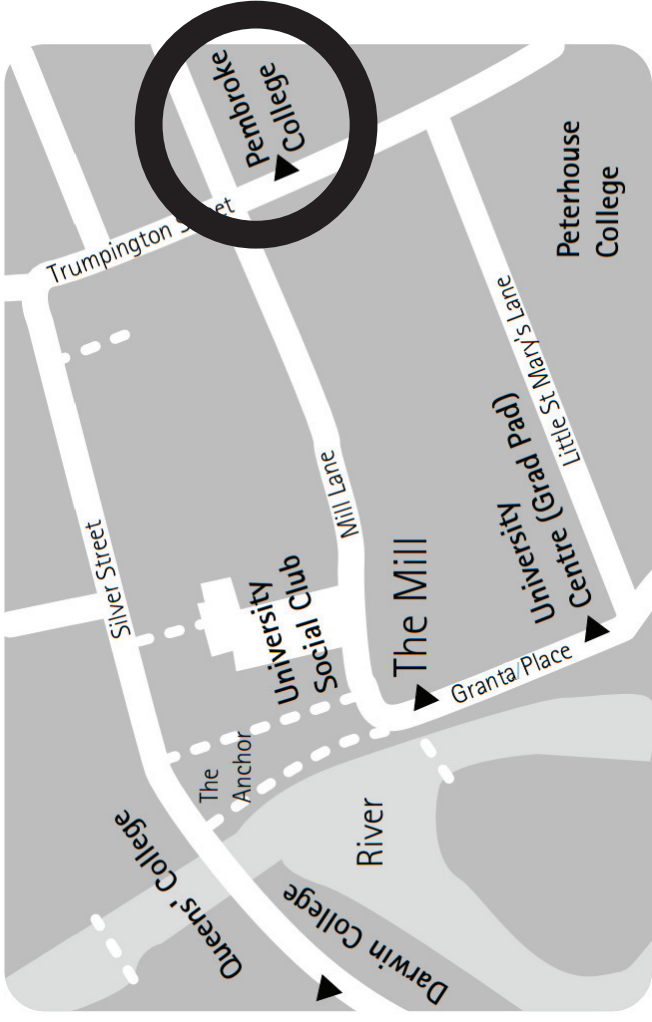 Pembroke
College
Peterhouse
College
Trumpington Street
Little St Mary's Lane
Mill Lane
Silver Street
University
Centre (Grad Pad)
University
Social Club
The Mill
Granta Place
The
Anchor
River
Queens' College
Darwin College